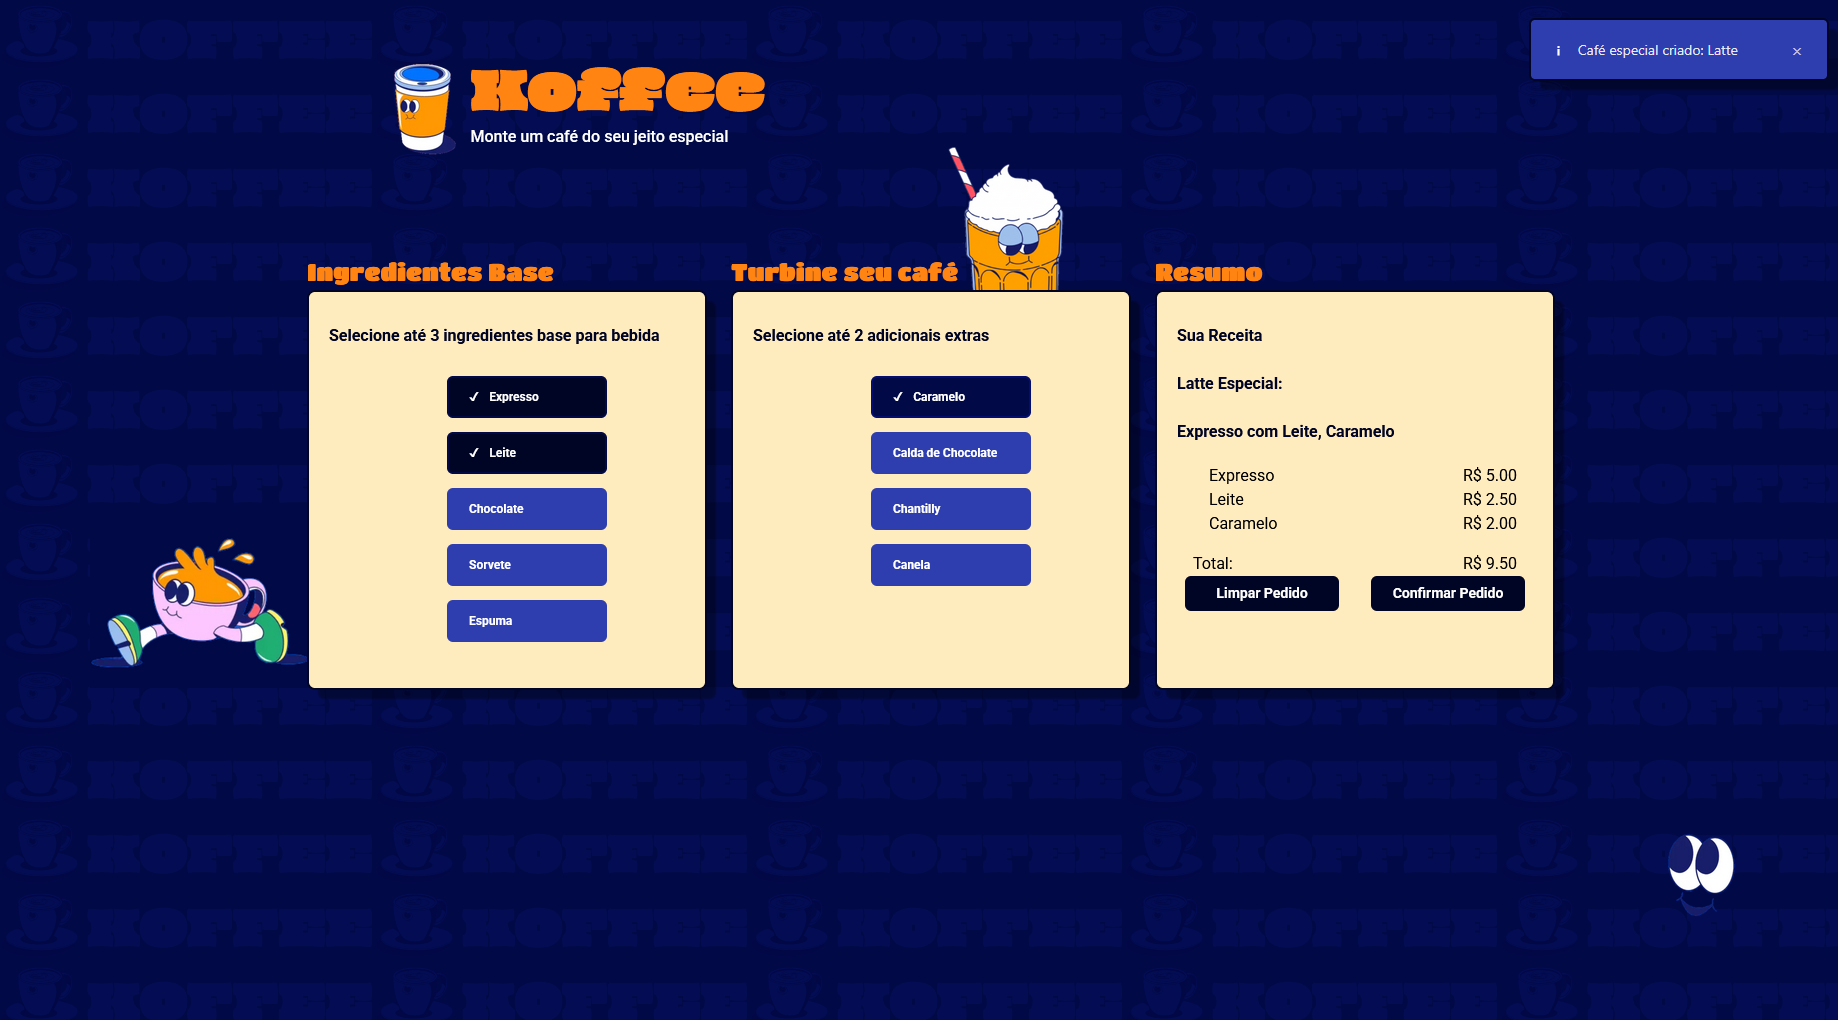 Koffee
Monte um café do seu jeito especial
i Café especial criado: Latte ×
Ingredientes Base
Selecione até 3 ingredientes base para bebida
✓ Expresso
✓ Leite
Chocolate
Sorvete
Espuma
Turbine seu café
Selecione até 2 adicionais extras
✓ Caramelo
Calda de Chocolate
Chantilly
Canela
Resumo
Sua Receita
Latte Especial:
Expresso com Leite, Caramelo
Expresso R$ 5.00
Leite R$ 2.50
Caramelo R$ 2.00
Total: R$ 9.50
Limpar Pedido Confirmar Pedido